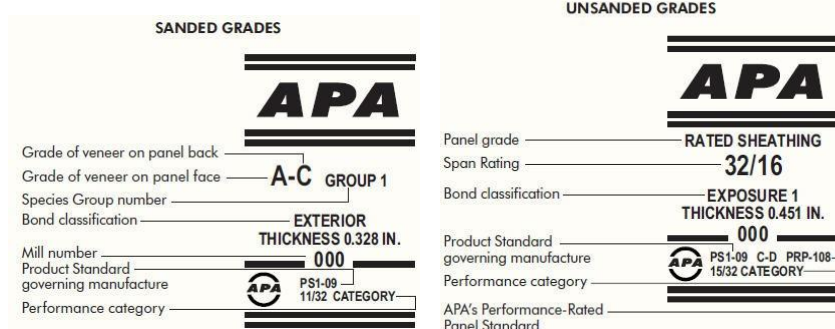 SANDED GRADES
APA
Grade of veneer on panel back
Grade of veneer on panel face
A-C GROUP 1
Species Group number
Bond classification
EXTERIOR
THICKNESS 0.328 IN.
Mill number
000
Product Standard
governing manufacture
APA
PS1-09
11/32 CATEGORY
Performance category
UNSANDED GRADES
APA
Panel grade
RATED SHEATHING
Span Rating
32/16
Bond classification
EXPOSURE 1
THICKNESS 0.451 IN.
000
Product Standard
governing manufacture
APA
PS1-09 C-D PRP-108
15/32 CATEGORY
Performance category
APA's Performance-Rated
Panel Standard